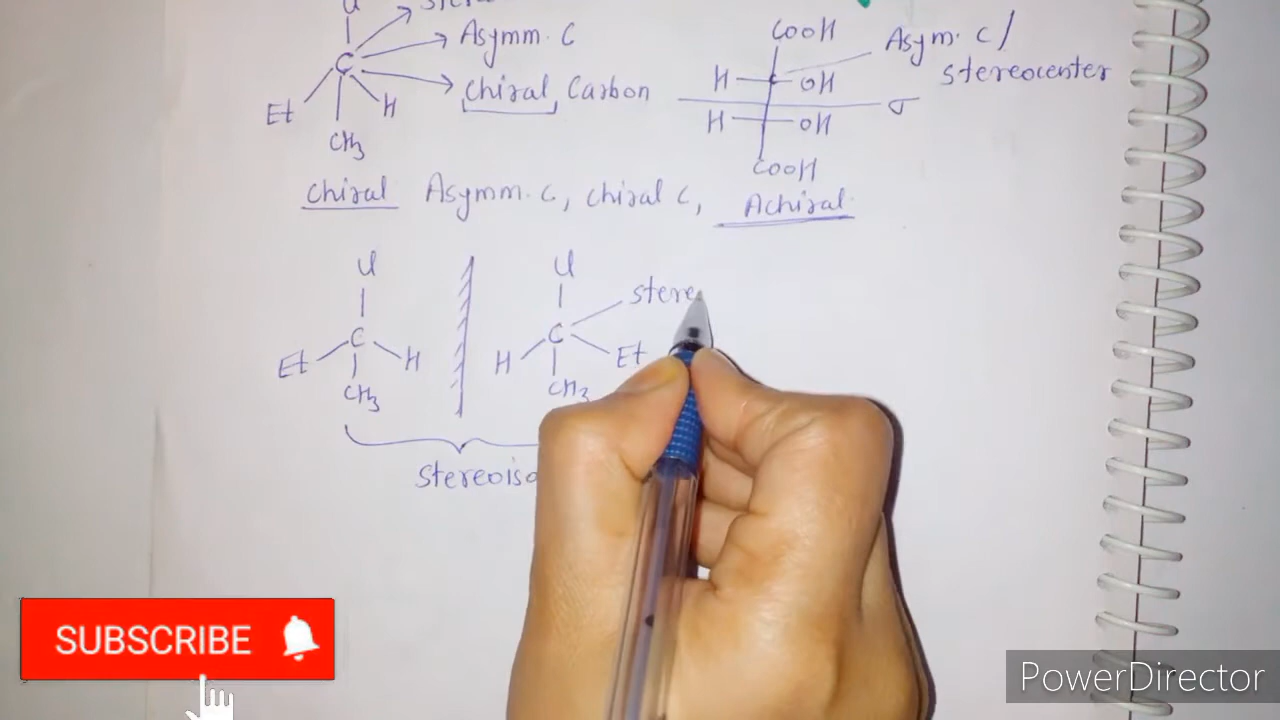 Cl
Asymm. C
Chiral Carbon
C
Et
H
CH3
COOH
H OH
H OH
COOH
σ
Asym. C/
stereocenter
Chiral Asymm. C, Chiral C, Achiral
Cl
C
Et H
CH3
Cl
stere
C
H Et
CH3
SUBSCRIBE
PowerDirector